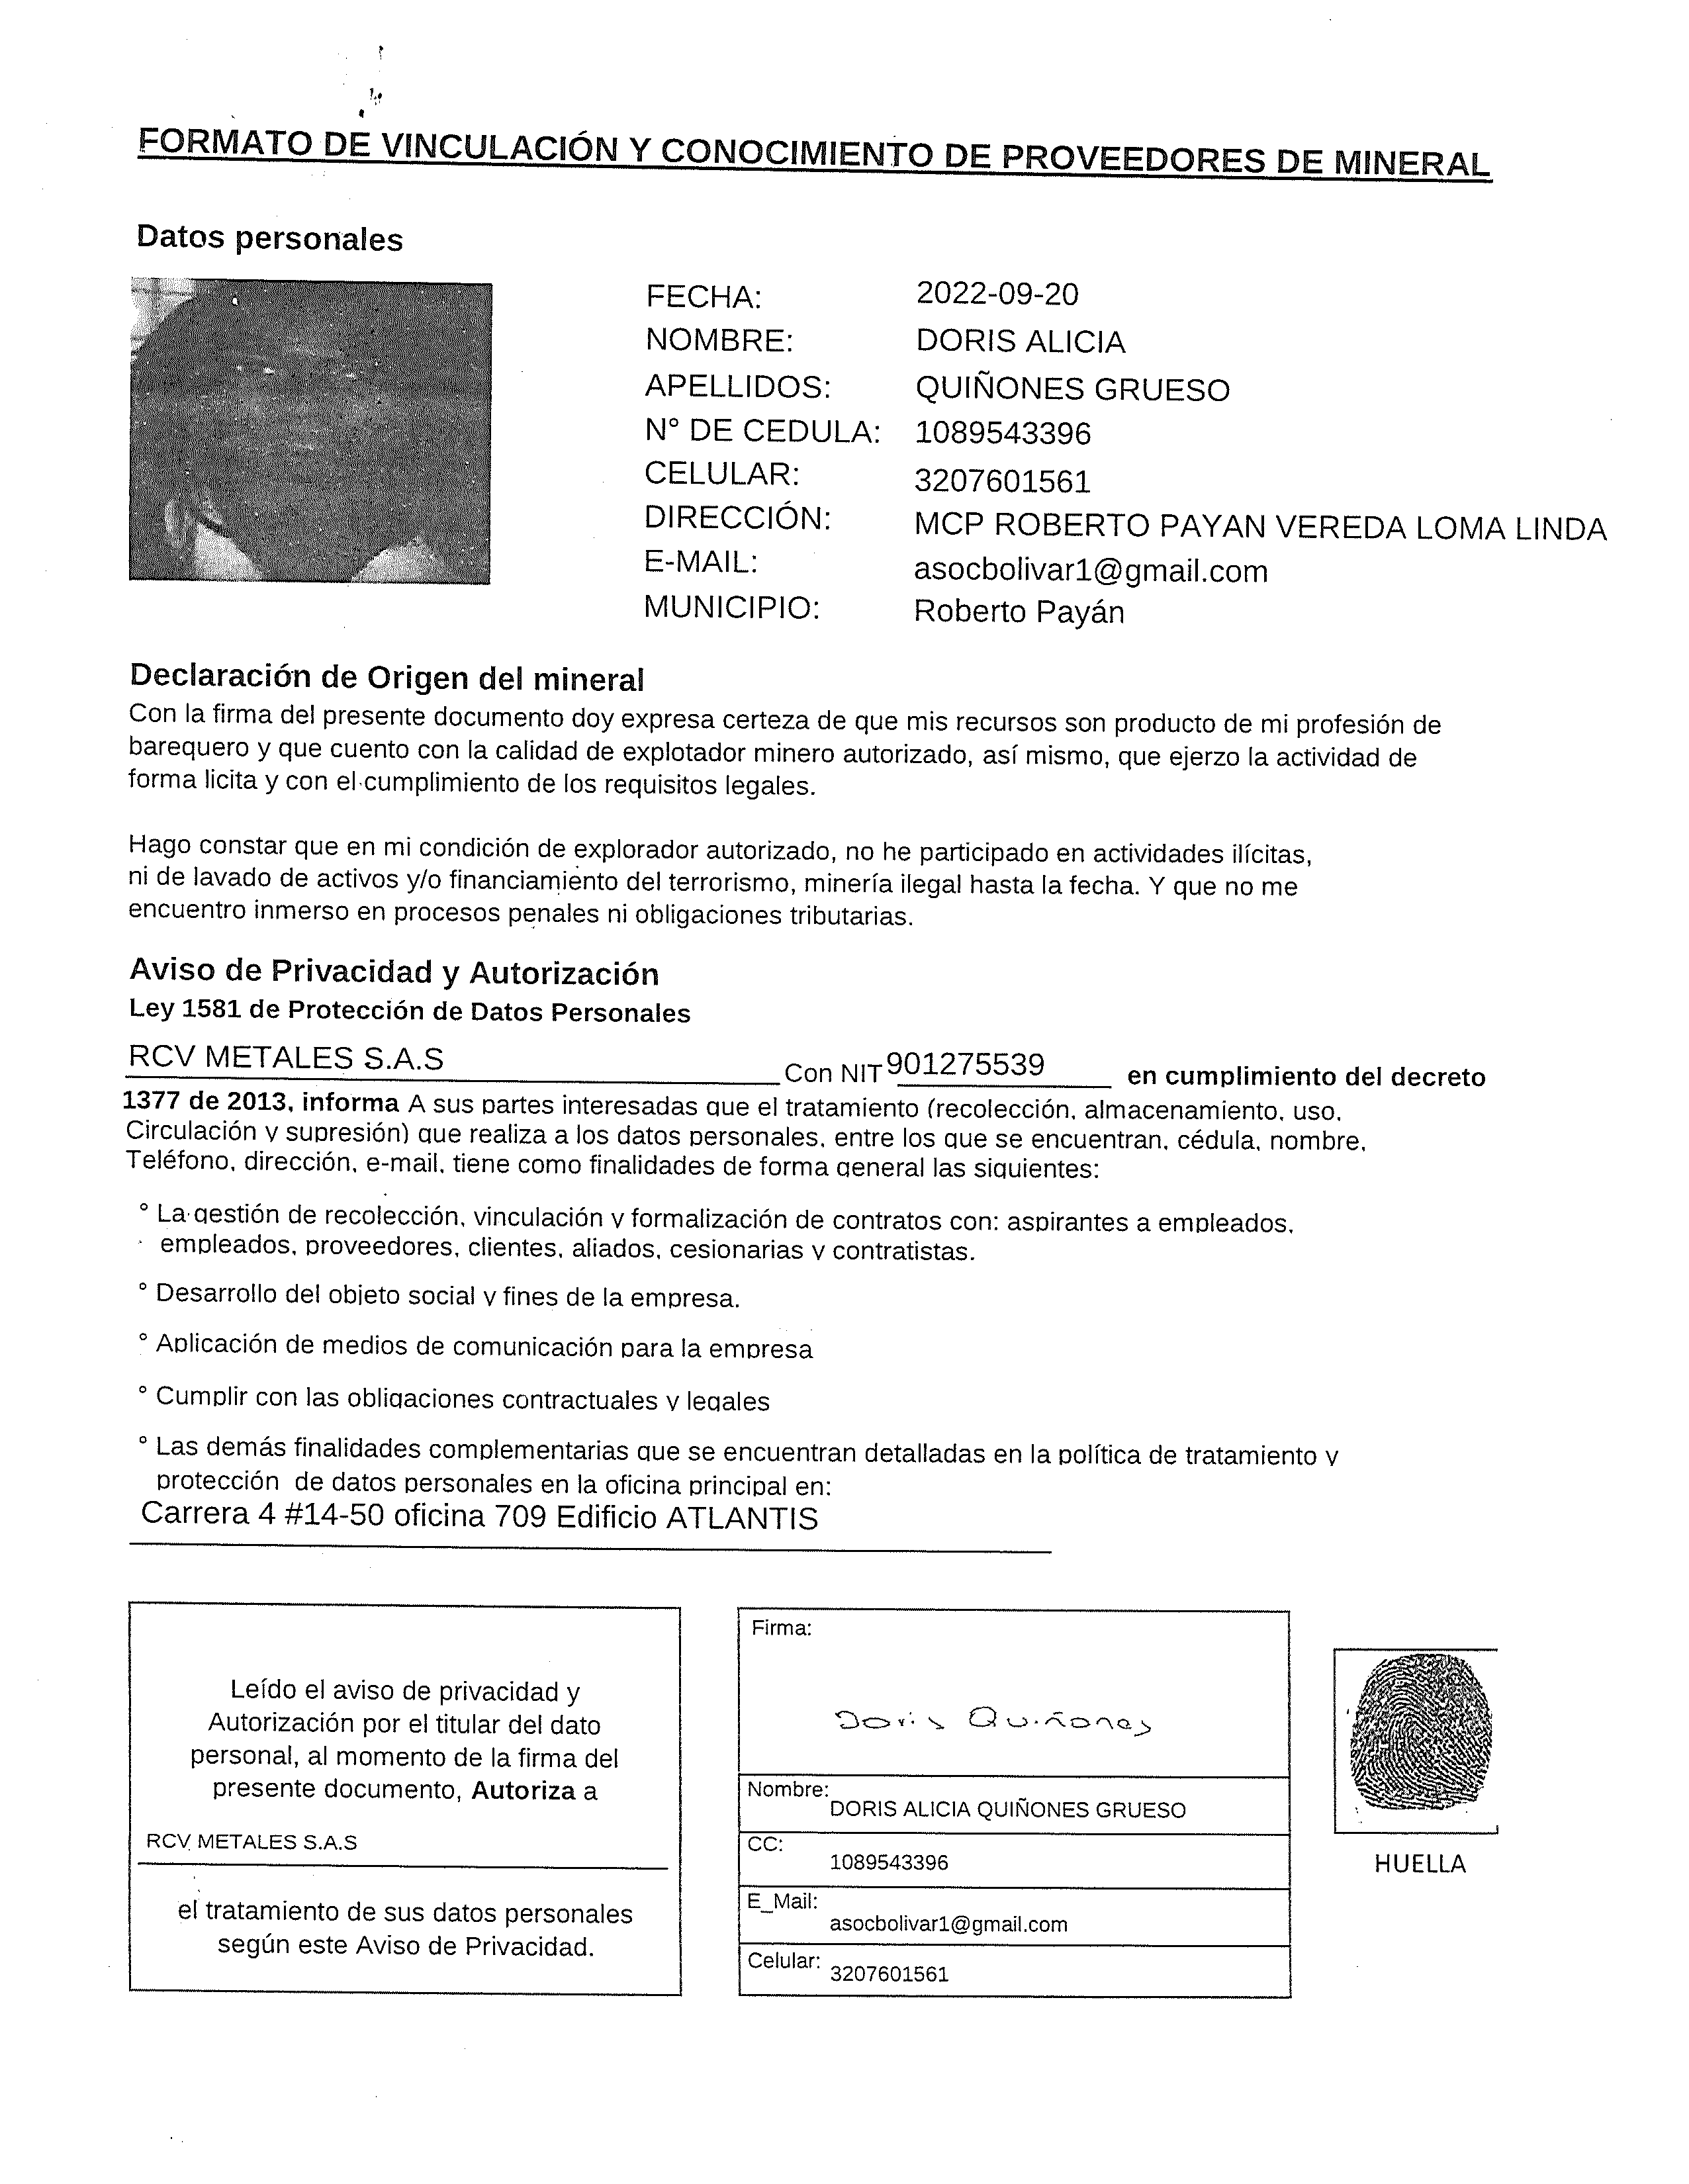 FORMATO DE VINCULACIÓN Y CONOCIMIENTO DE PROVEEDORES DE MINERAL
Datos personales
FECHA: 2022-09-20
NOMBRE: DORIS ALICIA
APELLIDOS: QUIÑONES GRUESO
N° DE CEDULA: 1089543396
CELULAR: 3207601561
DIRECCIÓN: MCP ROBERTO PAYAN VEREDA LOMA LINDA
E-MAIL: asocbolivar1@gmail.com
MUNICIPIO: Roberto Payán
Declaración de Origen del mineral
Con la firma del presente documento doy expresa certeza de que mis recursos son producto de mi profesión de
barequero y que cuento con la calidad de explotador minero autorizado, así mismo, que ejerzo la actividad de
forma licita y con el cumplimiento de los requisitos legales.
Hago constar que en mi condición de explorador autorizado, no he participado en actividades ilícitas,
ni de lavado de activos y/o financiamiento del terrorismo, minería ilegal hasta la fecha. Y que no me
encuentro inmerso en procesos penales ni obligaciones tributarias.
Aviso de Privacidad y Autorización
Ley 1581 de Protección de Datos Personales
RCV METALES S.A.S Con NIT 901275539 en cumplimiento del decreto
1377 de 2013, informa A sus partes interesadas que el tratamiento (recolección, almacenamiento, uso,
Circulación y supresión) que realiza a los datos personales, entre los que se encuentran, cédula, nombre,
Teléfono, dirección, e-mail, tiene como finalidades de forma general las siguientes:
° La gestión de recolección, vinculación y formalización de contratos con: aspirantes a empleados,
empleados, proveedores, clientes, aliados, cesionarias y contratistas.
° Desarrollo del objeto social y fines de la empresa.
° Aplicación de medios de comunicación para la empresa
° Cumplir con las obligaciones contractuales y legales
° Las demás finalidades complementarias que se encuentran detalladas en la política de tratamiento y
protección de datos personales en la oficina principal en:
Carrera 4 #14-50 oficina 709 Edificio ATLANTIS
Leído el aviso de privacidad y
Autorización por el titular del dato
personal, al momento de la firma del
presente documento, Autoriza a
RCV METALES S.A.S
el tratamiento de sus datos personales
según este Aviso de Privacidad.
Firma:
Doris Quiñones
Nombre:
DORIS ALICIA QUIÑONES GRUESO
CC:
1089543396
E_Mail:
asocbolivar1@gmail.com
Celular:
3207601561
HUELLA